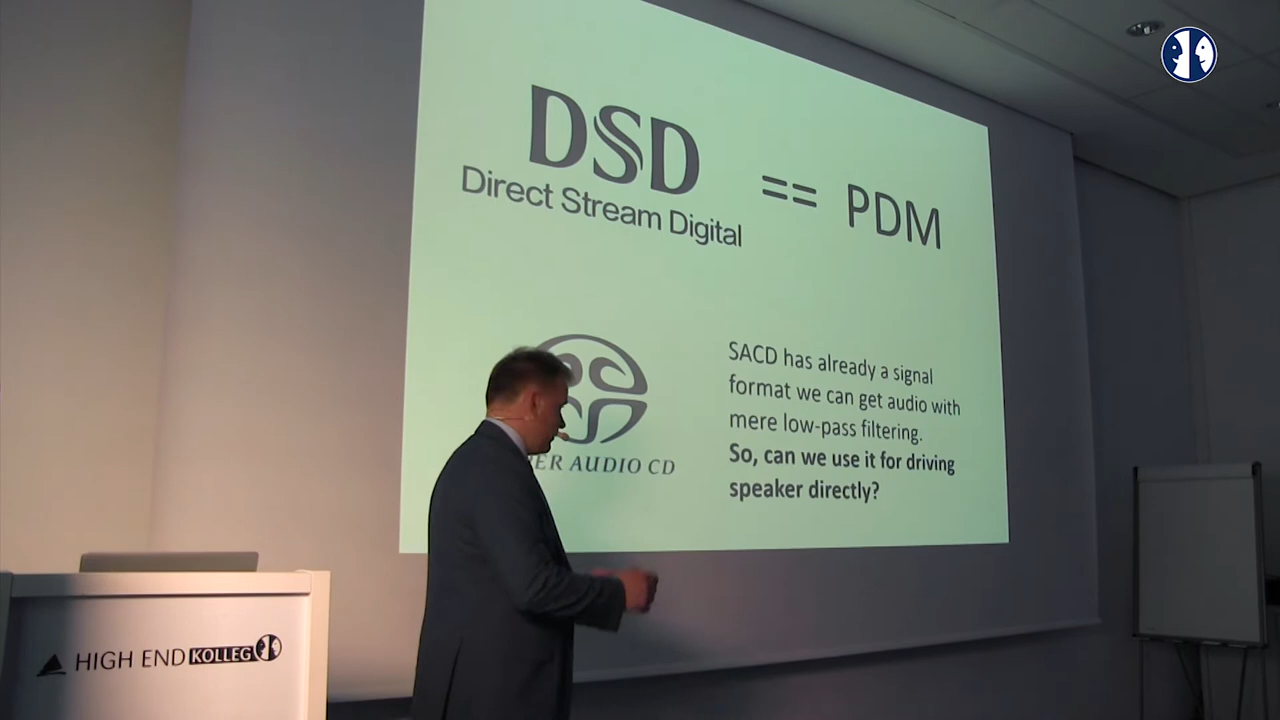 DSD
Direct Stream Digital
== PDM
SACD has already a signal
format we can get audio with
mere low-pass filtering.
So, can we use it for driving
speaker directly?
AUDIO CD
HIGH END KOLLEG